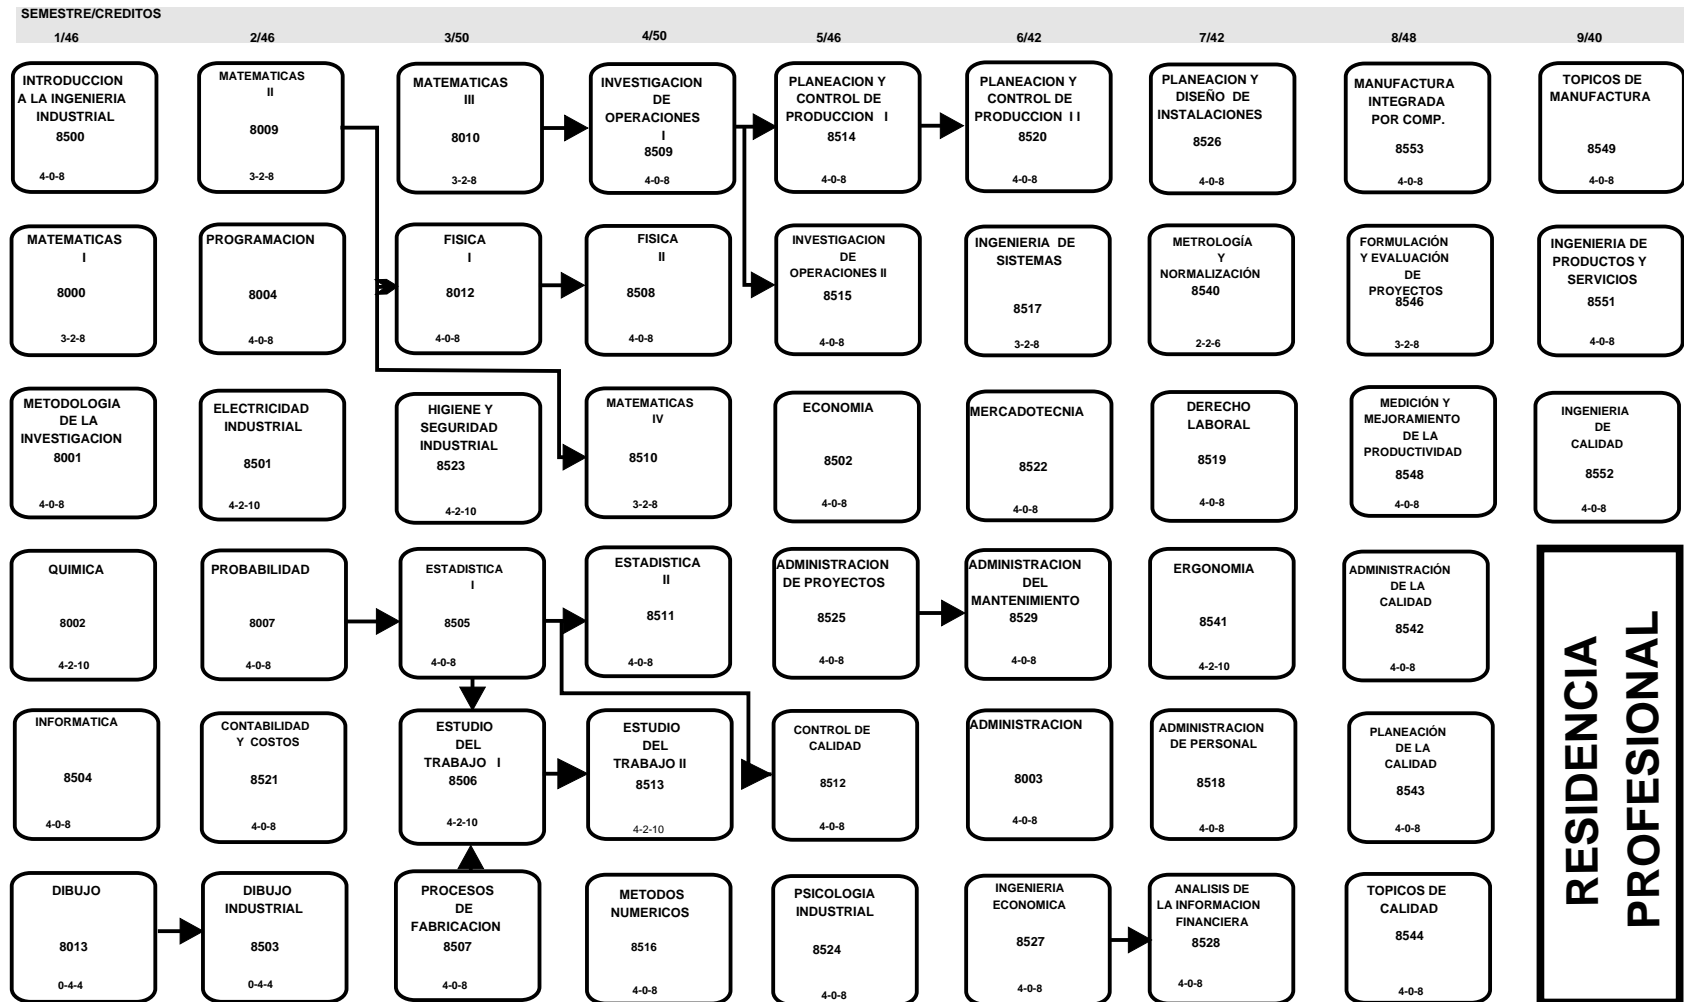 SEMESTRE/CREDITOS
1/46 2/46 3/50 4/50 5/46 6/42 7/42 8/48 9/40
INTRODUCCION
A LA INGENIERIA
INDUSTRIAL
8500
4-0-8
MATEMATICAS
II
8009
3-2-8
MATEMATICAS
III
8010
3-2-8
INVESTIGACION
DE
OPERACIONES
I
8509
4-0-8
PLANEACION Y
CONTROL DE
PRODUCCION I
8514
4-0-8
PLANEACION Y
CONTROL DE
PRODUCCION I I
8520
4-0-8
PLANEACION Y
DISEÑO DE
INSTALACIONES
8526
4-0-8
MANUFACTURA
INTEGRADA
POR COMP.
8553
4-0-8
TOPICOS DE
MANUFACTURA
8549
4-0-8
MATEMATICAS
I
8000
3-2-8
PROGRAMACION
8004
4-0-8
FISICA
I
8012
4-0-8
FISICA
II
8508
4-0-8
INVESTIGACION
DE
OPERACIONES II
8515
4-0-8
INGENIERIA DE
SISTEMAS
8517
3-2-8
METROLOGÍA
Y
NORMALIZACIÓN
8540
2-2-6
FORMULACIÓN
Y EVALUACIÓN
DE
PROYECTOS
8546
3-2-8
INGENIERIA DE
PRODUCTOS Y
SERVICIOS
8551
4-0-8
METODOLOGIA
DE LA
INVESTIGACION
8001
4-0-8
ELECTRICIDAD
INDUSTRIAL
8501
4-2-10
HIGIENE Y
SEGURIDAD
INDUSTRIAL
8523
4-2-10
MATEMATICAS
IV
8510
3-2-8
ECONOMIA
8502
4-0-8
MERCADOTECNIA
8522
4-0-8
DERECHO
LABORAL
8519
4-0-8
MEDICIÓN Y
MEJORAMIENTO
DE LA
PRODUCTIVIDAD
8548
4-0-8
INGENIERIA
DE
CALIDAD
8552
4-0-8
QUIMICA
8002
4-2-10
PROBABILIDAD
8007
4-0-8
ESTADISTICA
I
8505
4-0-8
ESTADISTICA
II
8511
4-0-8
ADMINISTRACION
DE PROYECTOS
8525
4-0-8
ADMINISTRACION
DEL
MANTENIMIENTO
8529
4-0-8
ERGONOMIA
8541
4-2-10
ADMINISTRACIÓN
DE LA
CALIDAD
8542
4-0-8
RESIDENCIA
PROFESIONAL
INFORMATICA
8504
4-0-8
CONTABILIDAD
Y COSTOS
8521
4-0-8
ESTUDIO
DEL
TRABAJO I
8506
4-2-10
ESTUDIO
DEL
TRABAJO II
8513
4-2-10
CONTROL DE
CALIDAD
8512
4-0-8
ADMINISTRACION
8003
4-0-8
ADMINISTRACION
DE PERSONAL
8518
4-0-8
PLANEACIÓN
DE LA
CALIDAD
8543
4-0-8
DIBUJO
8013
0-4-4
DIBUJO
INDUSTRIAL
8503
0-4-4
PROCESOS
DE
FABRICACION
8507
4-0-8
METODOS
NUMERICOS
8516
4-0-8
PSICOLOGIA
INDUSTRIAL
8524
4-0-8
INGENIERIA
ECONOMICA
8527
4-0-8
ANALISIS DE
LA INFORMACION
FINANCIERA
8528
4-0-8
TOPICOS DE
CALIDAD
8544
4-0-8